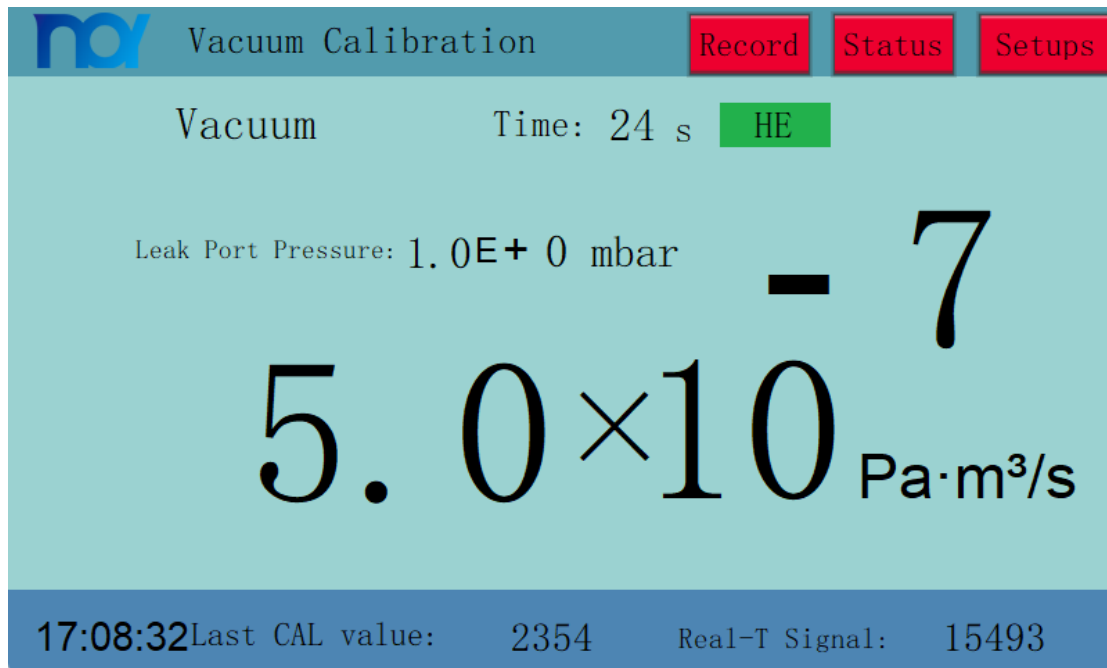 noi Vacuum Calibration Record Status Setups
Vacuum Time: 24 s HE
Leak Port Pressure: 1.0E+ 0 mbar
5.0×10⁻⁷ Pa·m³/s
17:08:32 Last CAL value: 2354 Real-T Signal: 15493